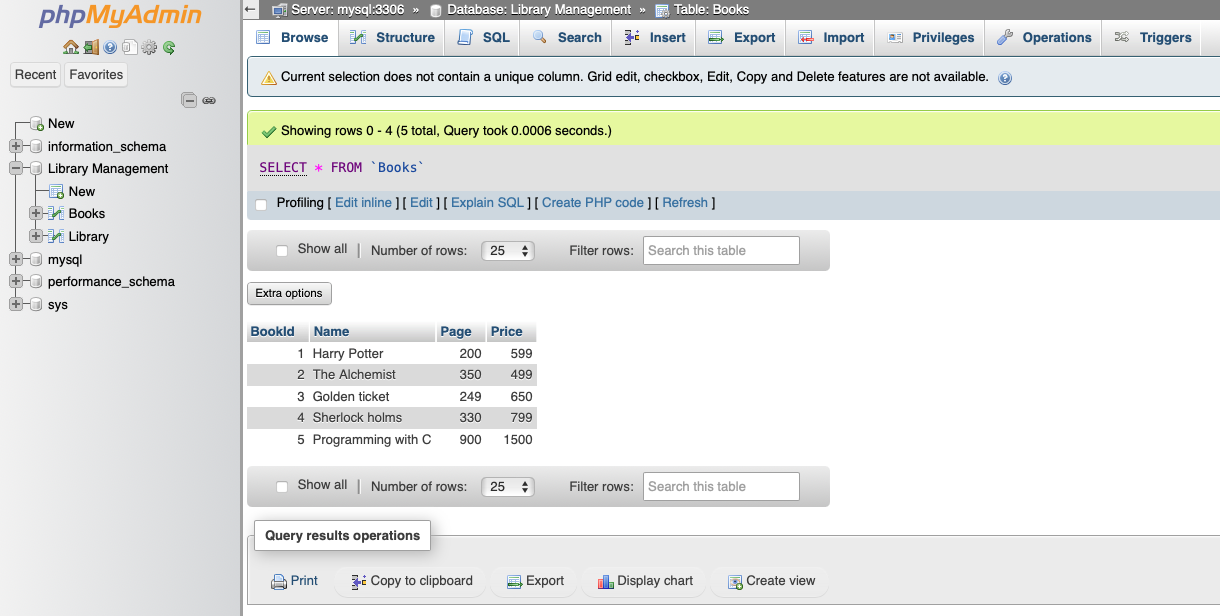 phpMyAdmin
Recent Favorites
New
information_schema
Library Management
New
Books
Library
mysql
performance_schema
sys
← Server: mysql:3306 » Database: Library Management » Table: Books
Browse Structure SQL Search Insert Export Import Privileges Operations Triggers
Current selection does not contain a unique column. Grid edit, checkbox, Edit, Copy and Delete features are not available.
Showing rows 0 - 4 (5 total, Query took 0.0006 seconds.)
SELECT * FROM `Books`
Profiling [ Edit inline ] [ Edit ] [ Explain SQL ] [ Create PHP code ] [ Refresh ]
Show all | Number of rows: 25 Filter rows: Search this table
Extra options
BookId Name Page Price
1 Harry Potter 200 599
2 The Alchemist 350 499
3 Golden ticket 249 650
4 Sherlock holms 330 799
5 Programming with C 900 1500
Show all | Number of rows: 25 Filter rows: Search this table
Query results operations
Print Copy to clipboard Export Display chart Create view